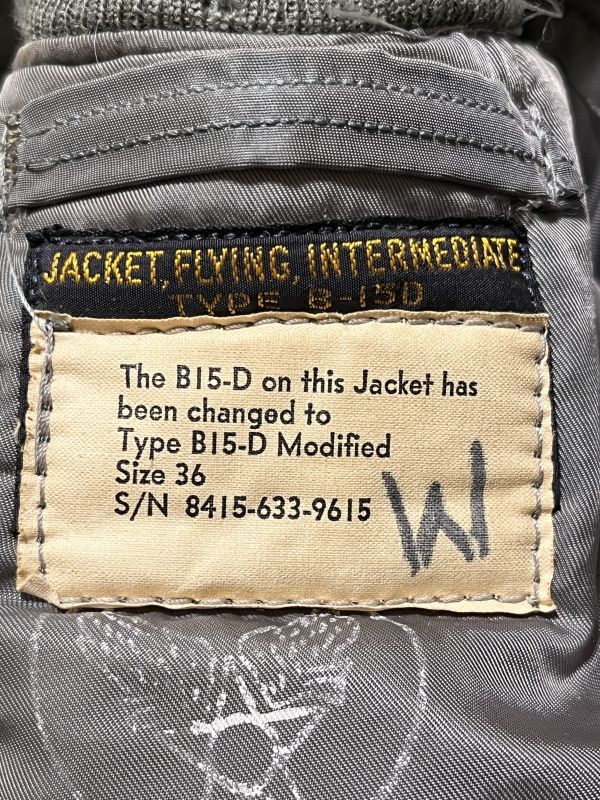 JACKET, FLYING, INTERMEDIATE
TYPE B-15D
The B15-D on this Jacket has
been changed to
Type B15-D Modified
Size 36
S/N 8415-633-9615
W